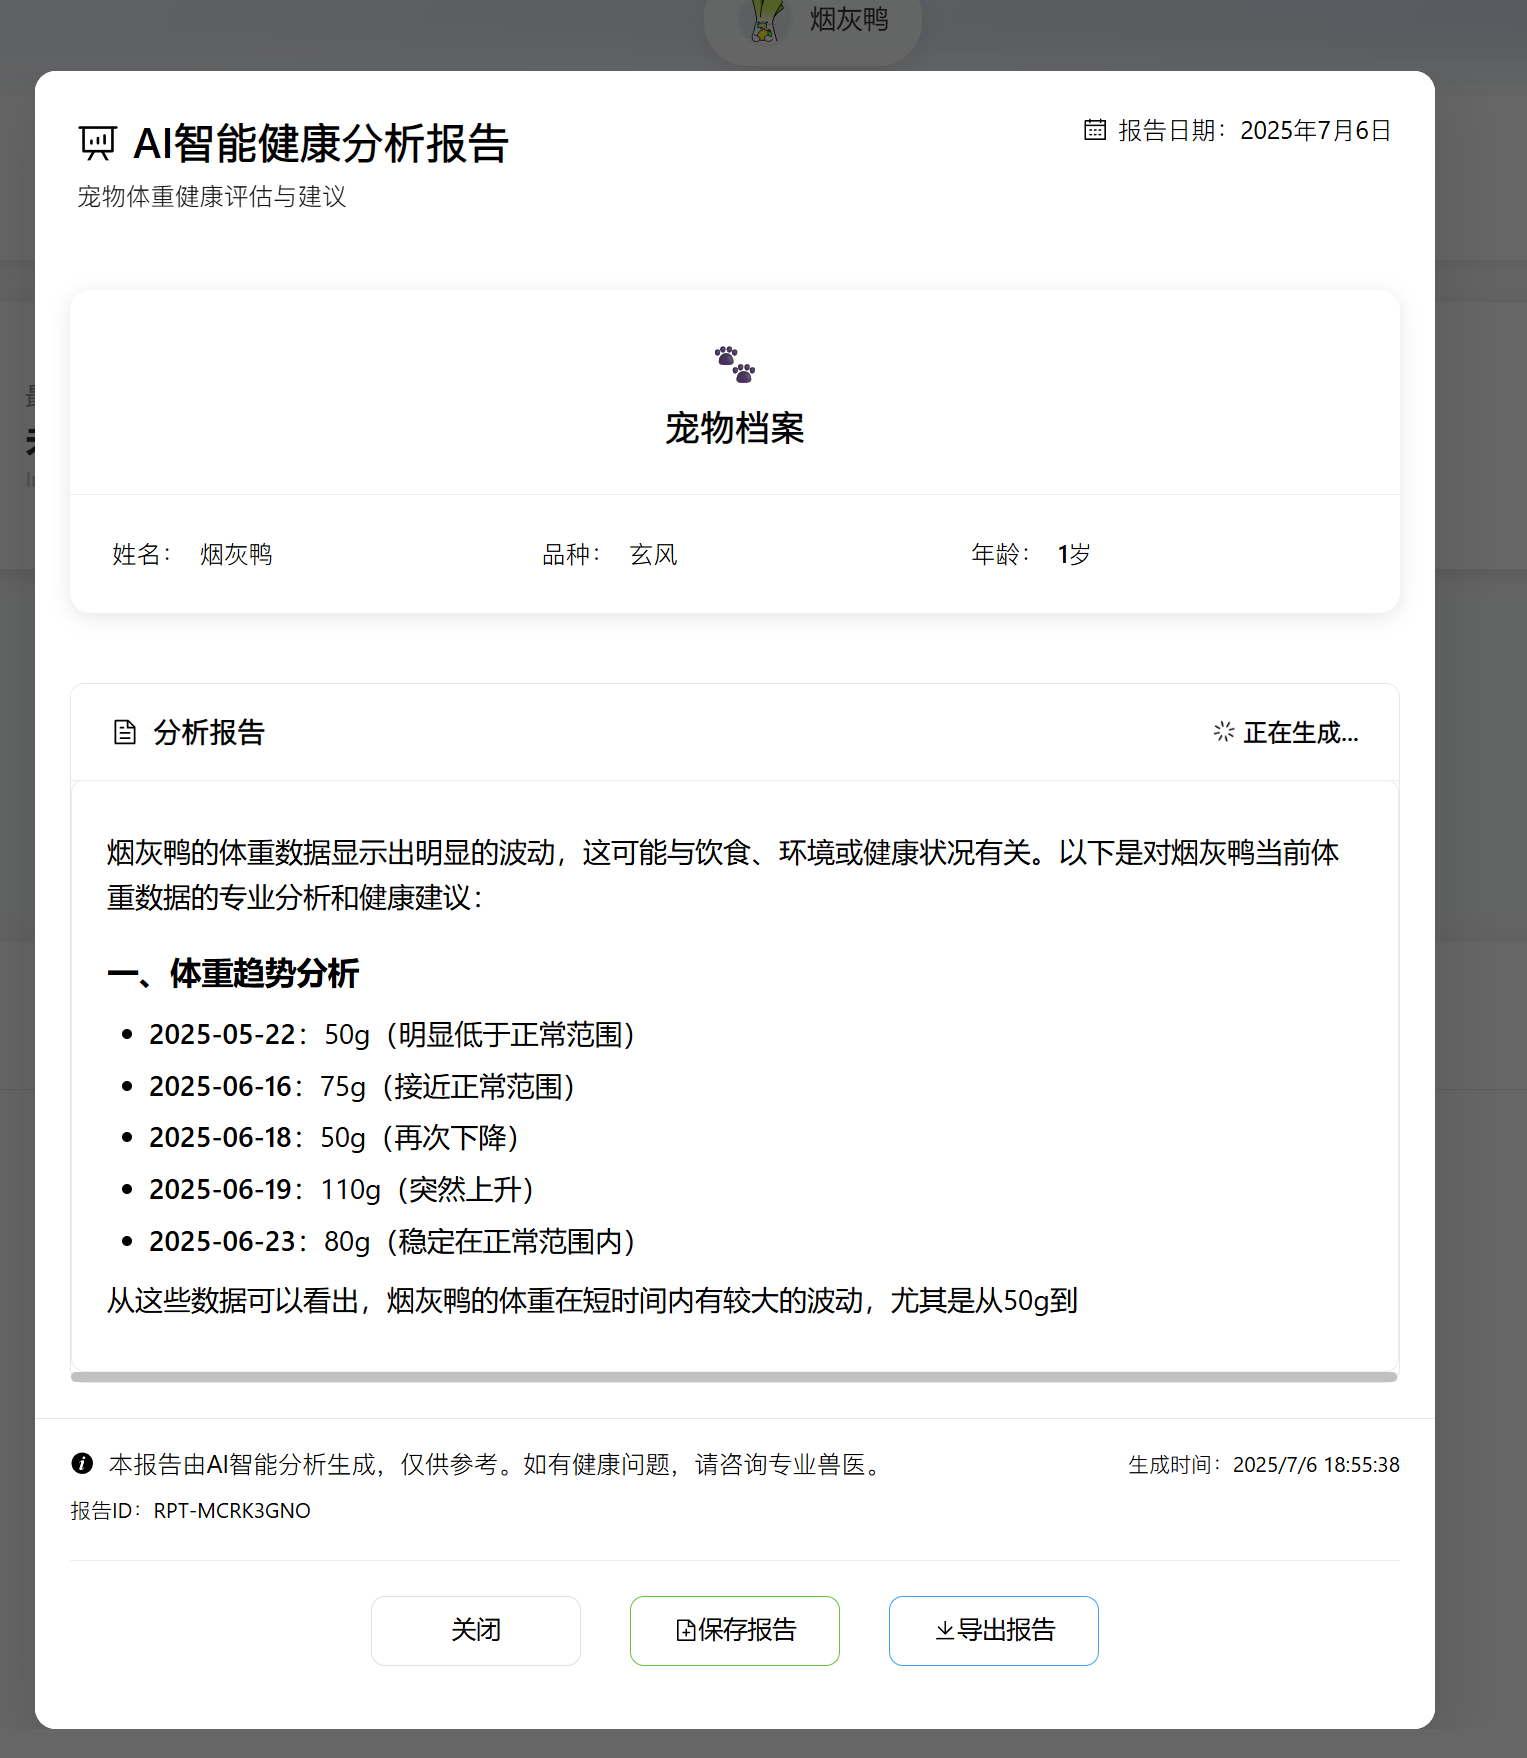 烟灰鸭
AI智能健康分析报告
报告日期：2025年7月6日
宠物体重健康评估与建议
宠物档案
姓名： 烟灰鸭
品种： 玄风
年龄： 1岁
分析报告
正在生成...
烟灰鸭的体重数据显示出明显的波动，这可能与饮食、环境或健康状况有关。以下是对烟灰鸭当前体
重数据的专业分析和健康建议：
一、体重趋势分析
2025-05-22：50g（明显低于正常范围）
2025-06-16：75g（接近正常范围）
2025-06-18：50g（再次下降）
2025-06-19：110g（突然上升）
2025-06-23：80g（稳定在正常范围内）
从这些数据可以看出，烟灰鸭的体重在短时间内有较大的波动，尤其是从50g到
本报告由AI智能分析生成，仅供参考。如有健康问题，请咨询专业兽医。
生成时间：2025/7/6 18:55:38
报告ID：RPT-MCRK3GNO
关闭
保存报告
导出报告